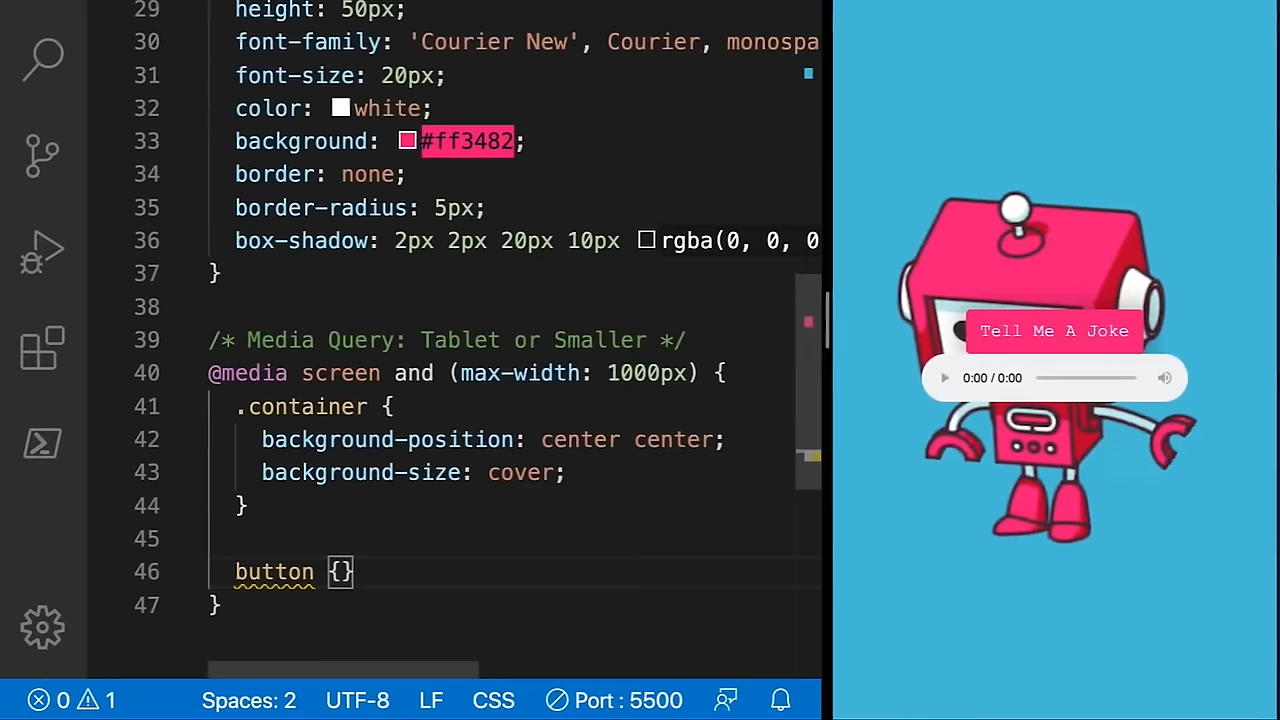 29 height: 50px;
30 font-family: 'Courier New', Courier, monospa
31 font-size: 20px;
32 color: white;
33 background: #ff3482;
34 border: none;
35 border-radius: 5px;
36 box-shadow: 2px 2px 20px 10px rgba(0, 0, 0
37 }
38
39 /* Media Query: Tablet or Smaller */
40 @media screen and (max-width: 1000px) {
41 .container {
42 background-position: center center;
43 background-size: cover;
44 }
45
46 button {}
47 }
0 1 Spaces: 2 UTF-8 LF CSS Port : 5500
Tell Me A Joke
0:00 / 0:00